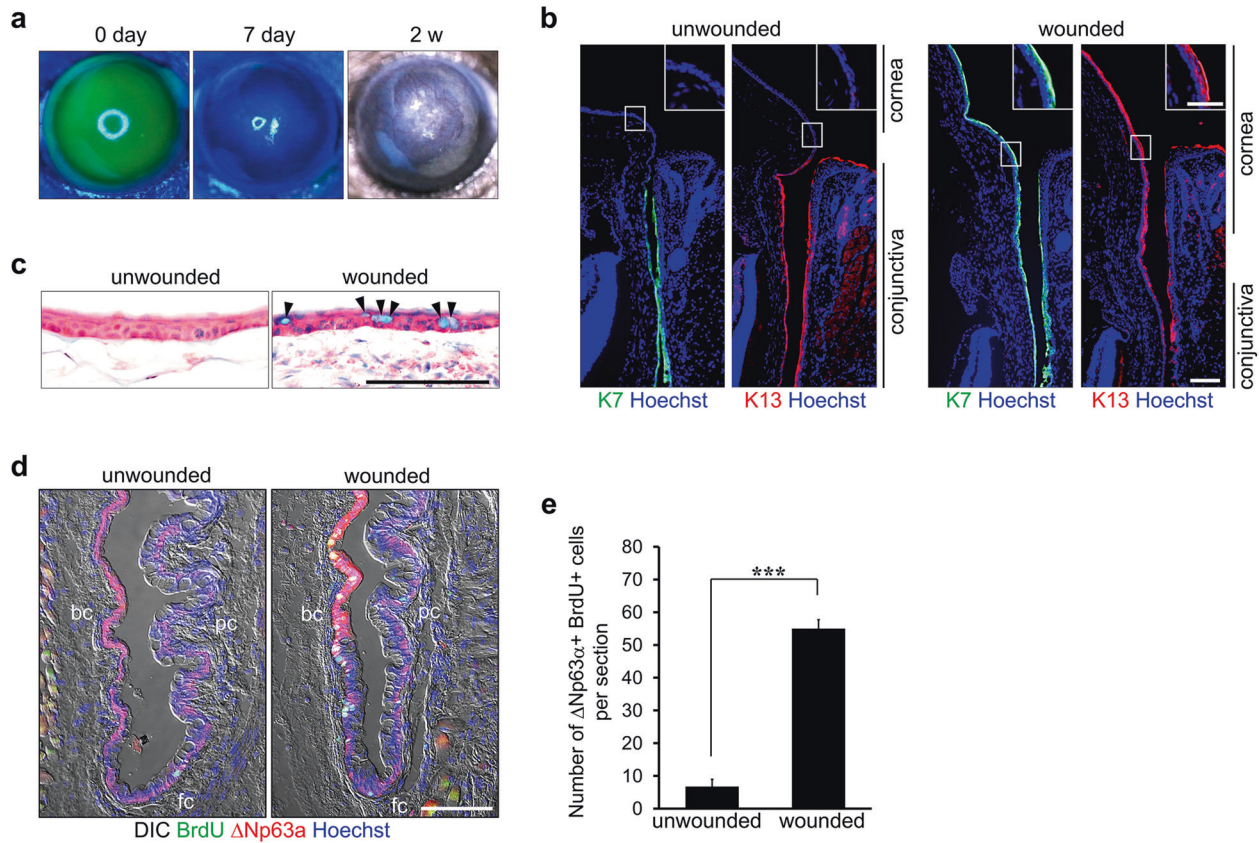 a
0 day 7 day 2 w
b
unwounded wounded
cornea
conjunctiva
cornea
conjunctiva
K7 Hoechst K13 Hoechst K7 Hoechst K13 Hoechst
c
unwounded wounded
d
unwounded wounded
bc pc bc pc
fc fc
DIC BrdU ΔNp63a Hoechst
e
Number of ΔNp63α+ BrdU+ cells
per section
80
70
60
50
40
30
20
10
0
***
unwounded wounded